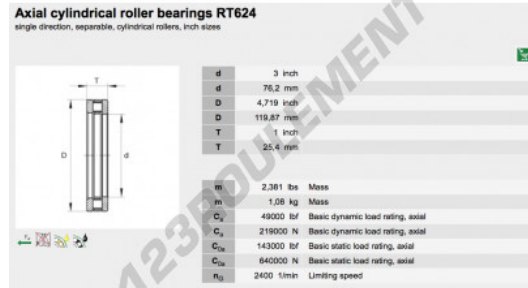 Axial cylindrical roller bearings RT624
single direction, separable, cylindrical rollers, inch sizes
d 3 inch
d 76,2 mm
D 4,719 inch
D 119,87 mm
T 1 inch
T 25,4 mm
T
D
d
m 2,381 lbs Mass
m 1,08 kg Mass
Ca 49000 lbf Basic dynamic load rating, axial
Ca 219000 N Basic dynamic load rating, axial
C0a 143000 lbf Basic static load rating, axial
C0a 640000 N Basic static load rating, axial
nG 2400 1/min Limiting speed
123ROULEMENT